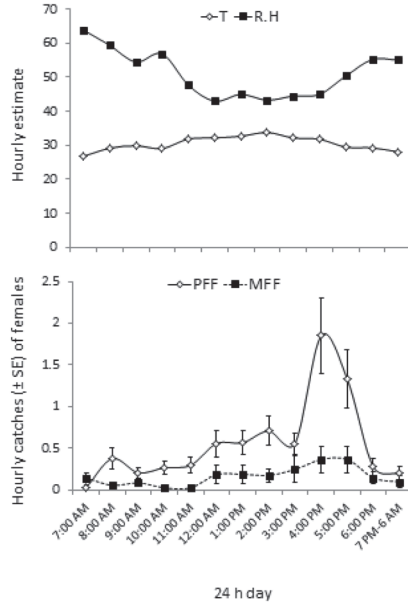 T R.H
Hourly estimate
70
60
50
40
30
20
10
0
PFF MFF
Hourly catches (± SE) of females
2.5
2
1.5
1
0.5
0
7:00 AM
8:00 AM
9:00 AM
10:00 AM
11:00 AM
12:00 AM
1:00 PM
2:00 PM
3:00 PM
4:00 PM
5:00 PM
6:00 PM
7 PM-6 AM
24 h day